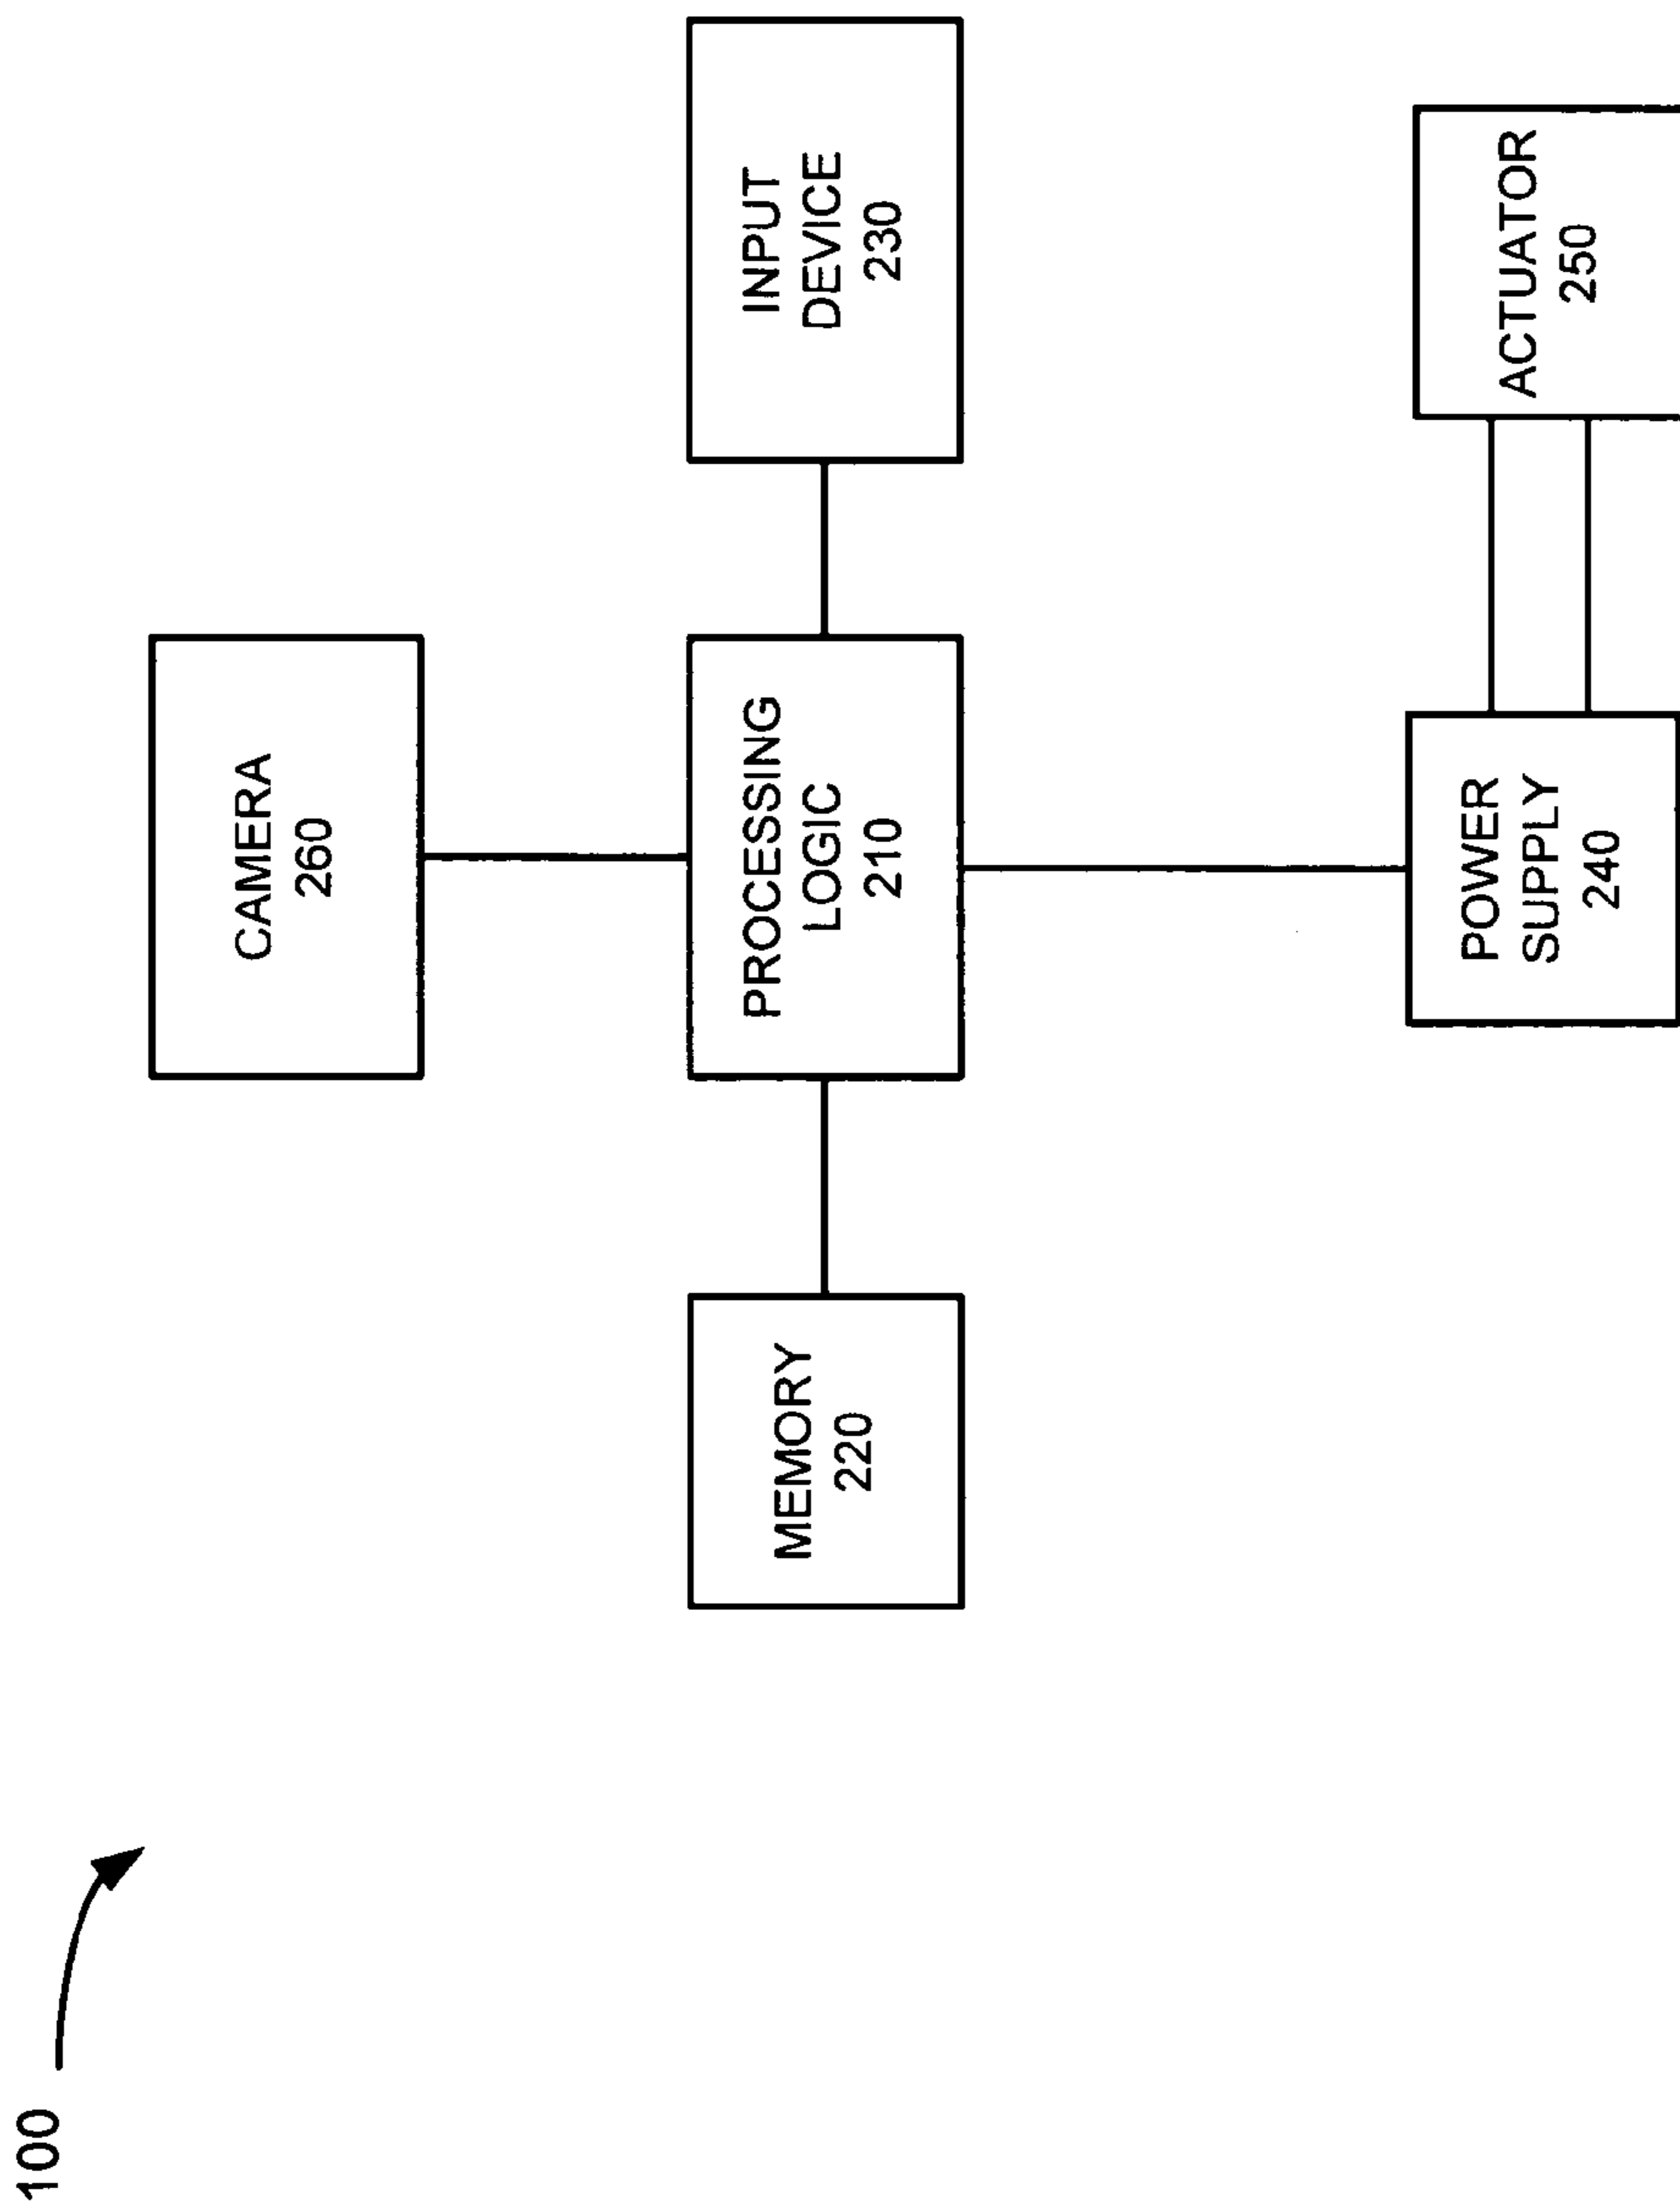 100
CAMERA
260
MEMORY
220
PROCESSING
LOGIC
210
INPUT
DEVICE
230
POWER
SUPPLY
240
ACTUATOR
250